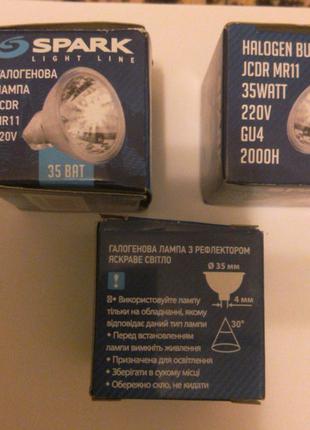 SPARK
LIGHT LINE
ГАЛОГЕНОВА
ЛАМПА
JCDR
MR11
220V
35 ВАТ
HALOGEN BU
JCDR MR11
35WATT
220V
GU4
2000H
ГАЛОГЕНОВА ЛАМПА З РЕФЛЕКТОРОМ
ЯСКРАВЕ СВІТЛО
Ø 35 мм
4 мм
30°
• Використовуйте лампу
тільки на обладнанні, якому
відповідає даний тип лампи
• Перед встановленням
лампи вимкніть живлення
• Призначена для освітлення
• Зберігати в сухому місці
• Обережно скло, не кидати